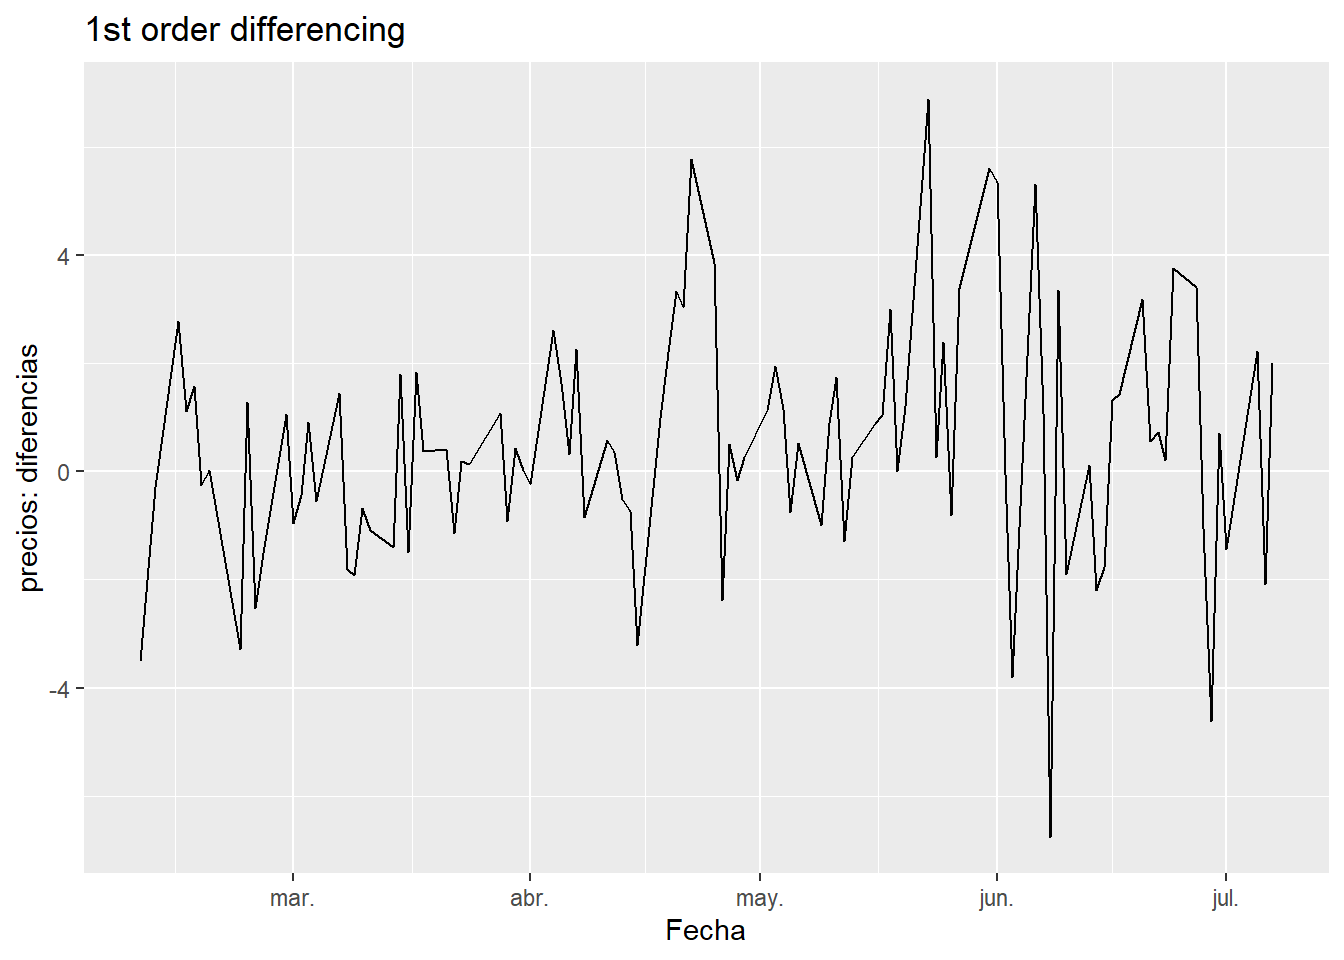 1st order differencing
precios: diferencias
4
0
-4
mar.
abr.
may.
jun.
jul.
Fecha